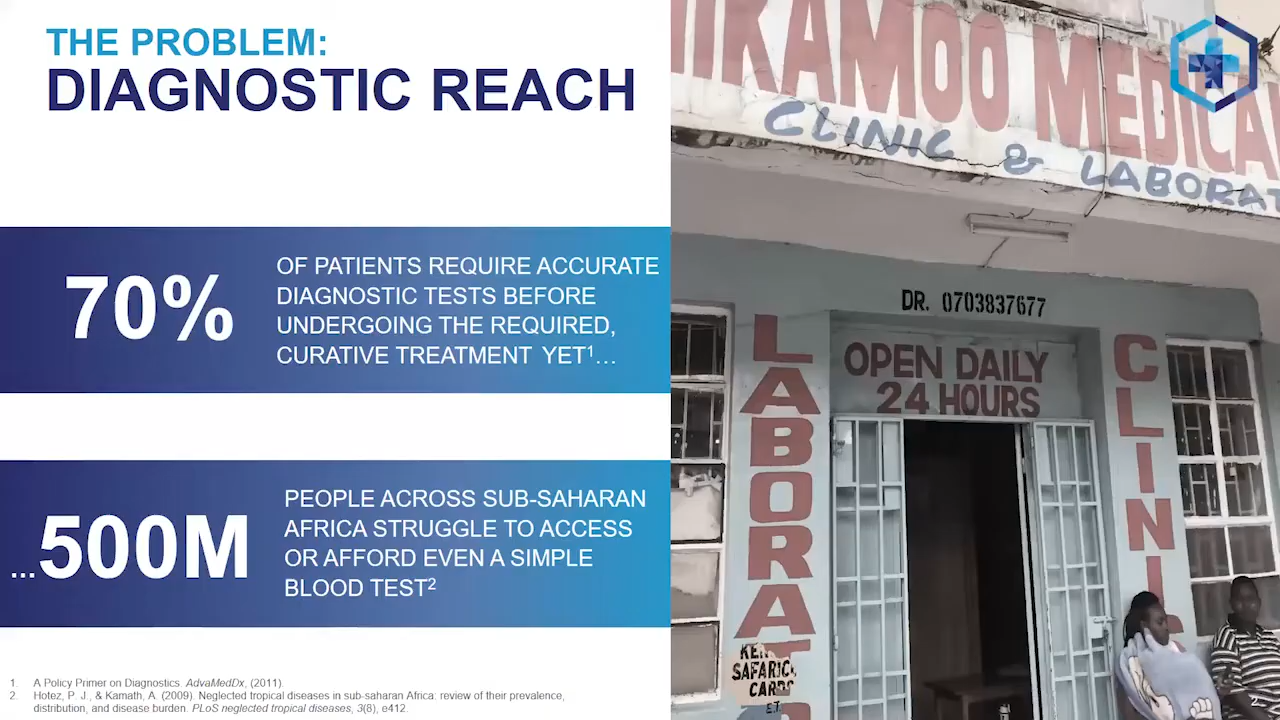 THE PROBLEM:
DIAGNOSTIC REACH
70%
OF PATIENTS REQUIRE ACCURATE
DIAGNOSTIC TESTS BEFORE
UNDERGOING THE REQUIRED,
CURATIVE TREATMENT YET¹…
…500M
PEOPLE ACROSS SUB-SAHARAN
AFRICA STRUGGLE TO ACCESS
OR AFFORD EVEN A SIMPLE
BLOOD TEST²
1. A Policy Primer on Diagnostics AdvaMedDx, (2011).
2. Hotez, P. J., & Kamath, A. (2009). Neglected tropical diseases in sub-saharan Africa: review of their prevalence,
distribution, and disease burden. PLoS neglected tropical diseases, 3(8), e412.
IKAMOO MEDICA
CLINIC & LABORAT
DR. 0703837677
OPEN DAILY
24 HOURS
LABORAT
CLINI
SAFARIC
CARDS
2